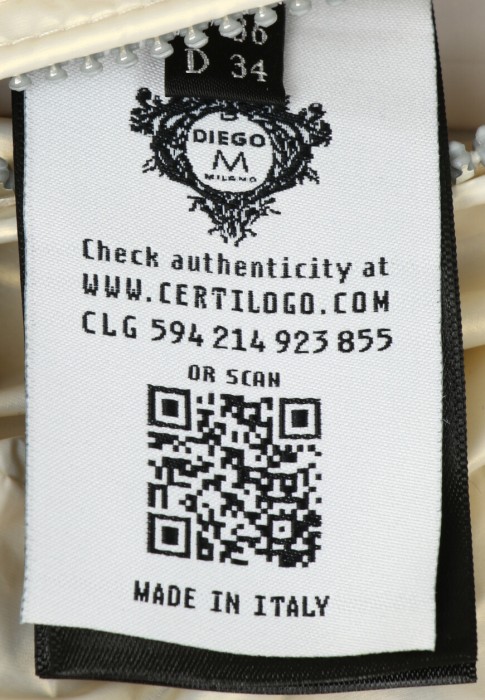 36
D 34
DIEGO
M
MILANO
Check authenticity at
WWW.CERTILOGO.COM
CLG 594 214 923 855
OR SCAN
MADE IN ITALY